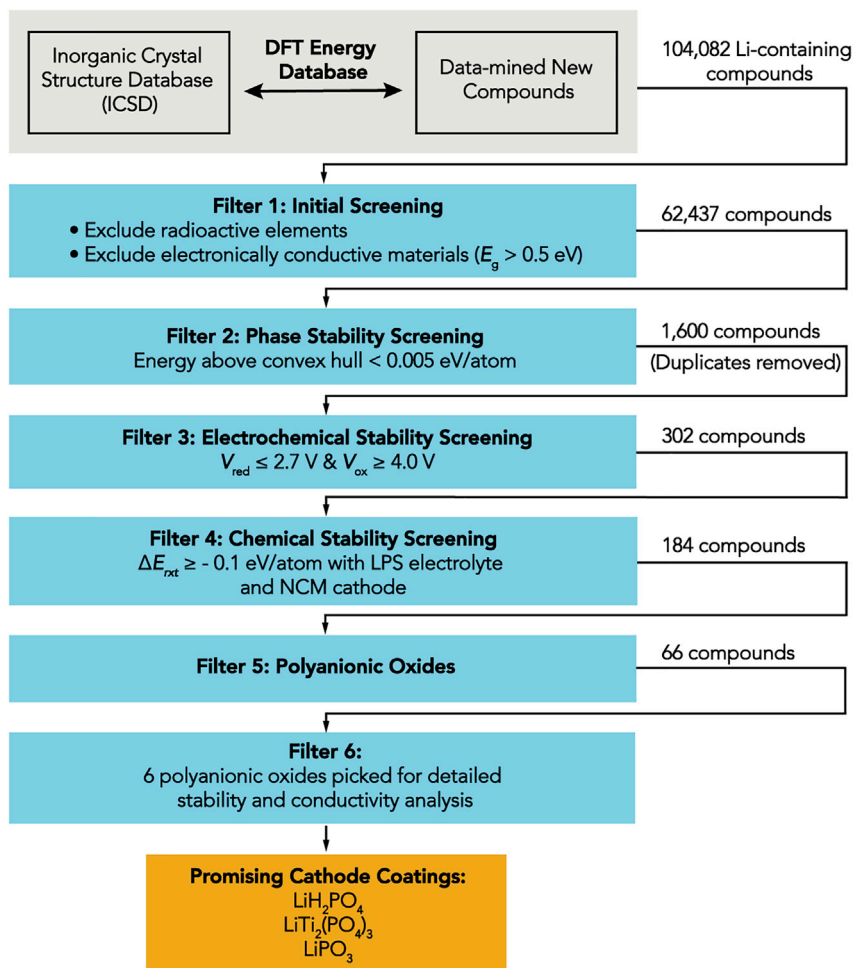 Inorganic Crystal
Structure Database
(ICSD)
DFT Energy
Database
Data-mined New
Compounds
104,082 Li-containing
compounds
Filter 1: Initial Screening
• Exclude radioactive elements
• Exclude electronically conductive materials (E_g > 0.5 eV)
62,437 compounds
Filter 2: Phase Stability Screening
Energy above convex hull < 0.005 eV/atom
1,600 compounds
(Duplicates removed)
Filter 3: Electrochemical Stability Screening
V_red ≤ 2.7 V & V_ox ≥ 4.0 V
302 compounds
Filter 4: Chemical Stability Screening
ΔE_rxt ≥ - 0.1 eV/atom with LPS electrolyte
and NCM cathode
184 compounds
Filter 5: Polyanionic Oxides
66 compounds
Filter 6:
6 polyanionic oxides picked for detailed
stability and conductivity analysis
Promising Cathode Coatings:
LiH₂PO₄
LiTi₂(PO₄)₃
LiPO₃